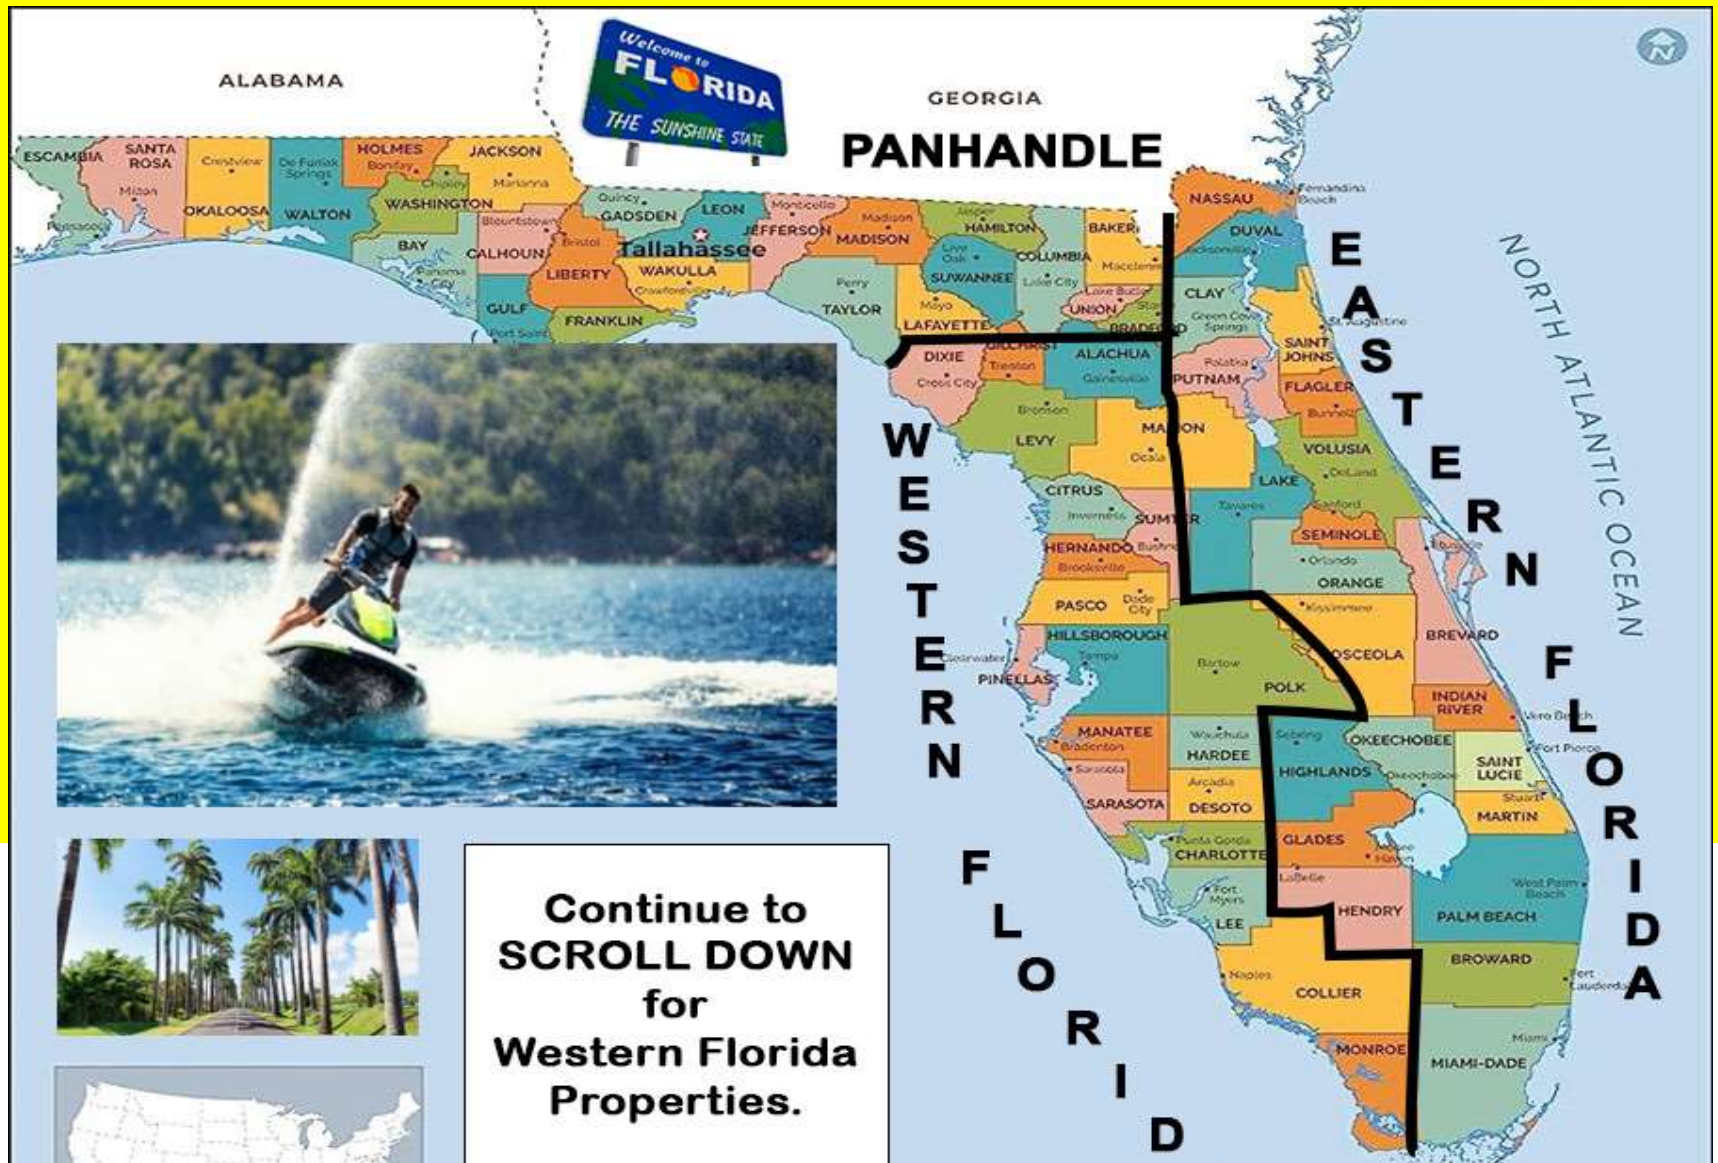 Welcome to
FLORIDA
THE SUNSHINE STATE
ALABAMA
GEORGIA
PANHANDLE
N
ESCAMBIA
SANTA
ROSA
Milton
Pensacola
Crestview
OKALOOSA
De Funiak
Springs
WALTON
HOLMES
Bonifay
JACKSON
Marianna
Chipley
WASHINGTON
BAY
Panama
City
Blountstown
CALHOUN
Bristol
LIBERTY
GULF
Port Saint
FRANKLIN
Quincy
GADSDEN
LEON
Tallahassee
WAKULLA
Crawfordville
Monticello
JEFFERSON
Madison
MADISON
Perry
TAYLOR
Jasper
HAMILTON
Live
Oak
SUWANNEE
Mayo
LAFAYETTE
COLUMBIA
Lake City
BAKER
Macclenny
Lake Butler
UNION
BRADFORD
NASSAU
Fernandina
Beach
DUVAL
Jacksonville
CLAY
Green Cove
Springs
St. Augustine
SAINT
JOHNS
DIXIE
Cross City
GILCHRIST
Trenton
ALACHUA
Gainesville
Palatka
PUTNAM
FLAGLER
Bunnell
Bronson
LEVY
MARION
Ocala
VOLUSIA
DeLand
LAKE
Tavares
CITRUS
Inverness
SUMTER
Sanford
SEMINOLE
HERNANDO
Brooksville
Orlando
ORANGE
PASCO
Dade
City
Kissimmee
BREVARD
HILLSBOROUGH
Tampa
Clearwater
PINELLAS
Bartow
POLK
OSCEOLA
INDIAN
RIVER
Vero Beach
MANATEE
Bradenton
Wauchula
HARDEE
Sebring
HIGHLANDS
OKEECHOBEE
Okeechobee
Fort Pierce
SAINT
LUCIE
Sarasota
SARASOTA
Arcadia
DESOTO
Stuart
MARTIN
Punta Gorda
CHARLOTTE
GLADES
Moore
Haven
LaBelle
HENDRY
West Palm
Beach
PALM BEACH
Fort
Myers
LEE
Naples
COLLIER
BROWARD
Fort
Lauderdale
MONROE
Miami
MIAMI-DADE
NORTH ATLANTIC OCEAN
EASTERN FLORIDA
WESTERN FLORID
Continue to
SCROLL DOWN
for
Western Florida
Properties.